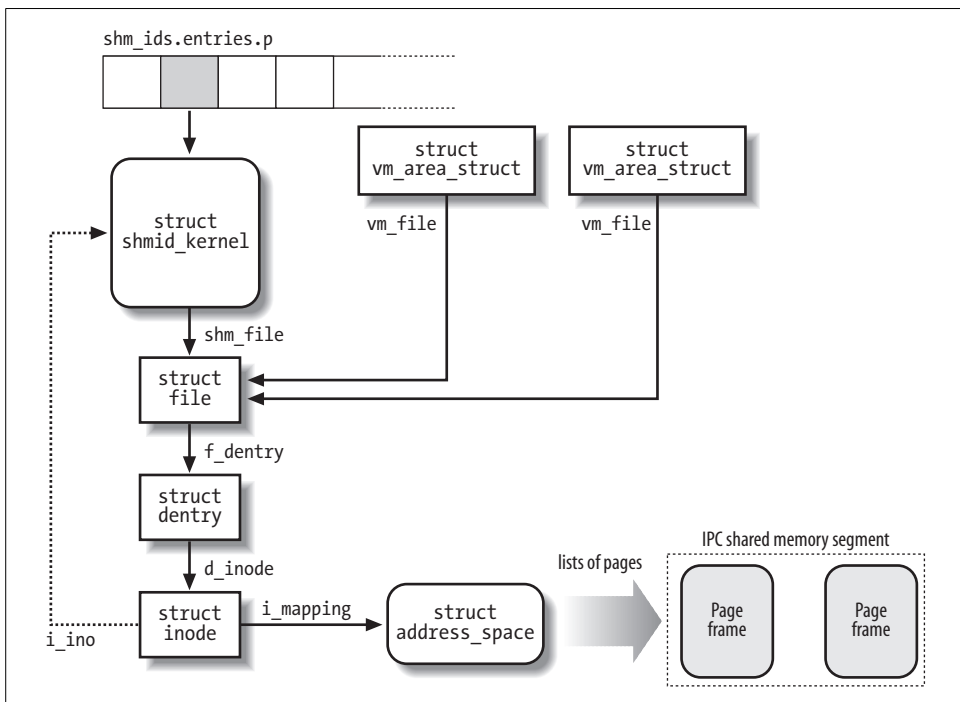 shm_ids.entries.p
struct
vm_area_struct
struct
vm_area_struct
struct
shmid_kernel
vm_file
vm_file
shm_file
struct
file
f_dentry
struct
dentry
d_inode
struct
inode
i_ino
i_mapping
struct
address_space
lists of pages
IPC shared memory segment
Page
frame
Page
frame